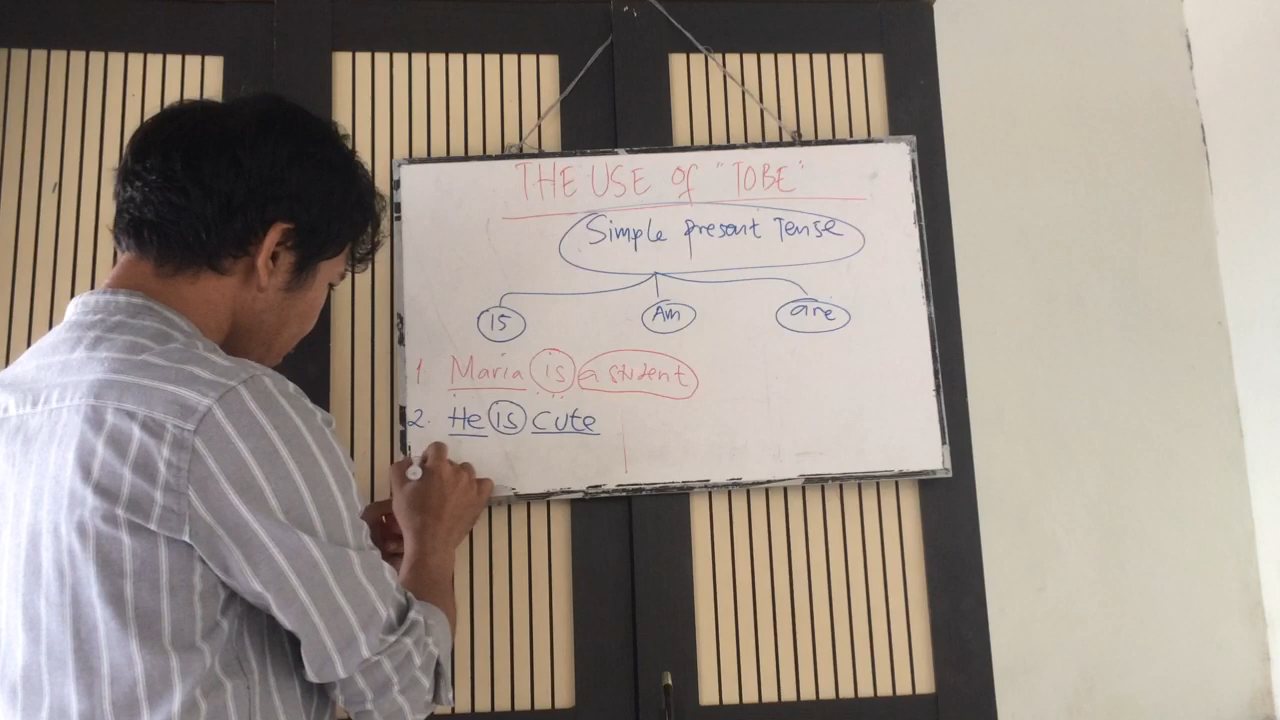 THE USE of "TOBE"
Simple present Tense
is Am are
1. Maria is a student
2. He is cute